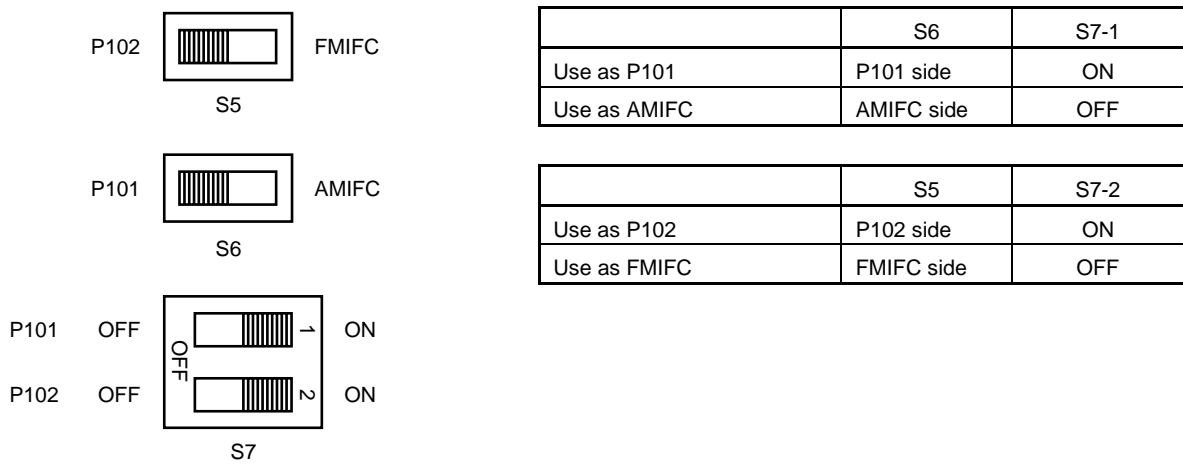 P102 FMIFC
S5
P101 AMIFC
S6
P101 OFF OFF 1 ON
P102 OFF 2 ON
S7
S6 S7-1
Use as P101 P101 side ON
Use as AMIFC AMIFC side OFF
S5 S7-2
Use as P102 P102 side ON
Use as FMIFC FMIFC side OFF